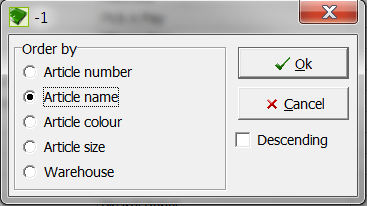 -1
Order by
Article number
Article name
Article colour
Article size
Warehouse
Ok
Cancel
Descending